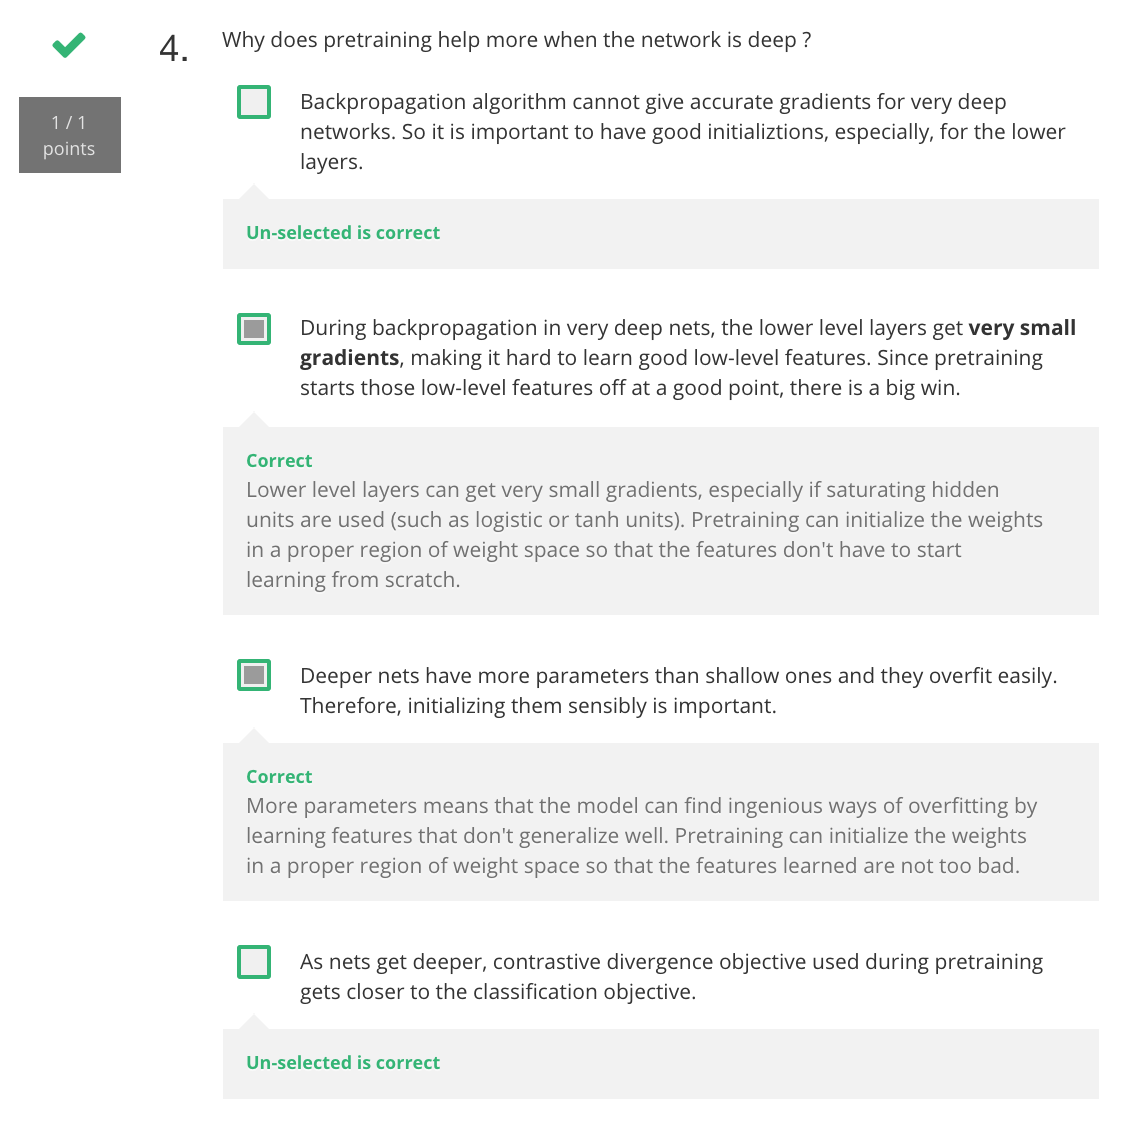 4. Why does pretraining help more when the network is deep ?
1 / 1
points
Backpropagation algorithm cannot give accurate gradients for very deep
networks. So it is important to have good initializtions, especially, for the lower
layers.
Un-selected is correct
During backpropagation in very deep nets, the lower level layers get very small
gradients, making it hard to learn good low-level features. Since pretraining
starts those low-level features off at a good point, there is a big win.
Correct
Lower level layers can get very small gradients, especially if saturating hidden
units are used (such as logistic or tanh units). Pretraining can initialize the weights
in a proper region of weight space so that the features don't have to start
learning from scratch.
Deeper nets have more parameters than shallow ones and they overfit easily.
Therefore, initializing them sensibly is important.
Correct
More parameters means that the model can find ingenious ways of overfitting by
learning features that don't generalize well. Pretraining can initialize the weights
in a proper region of weight space so that the features learned are not too bad.
As nets get deeper, contrastive divergence objective used during pretraining
gets closer to the classification objective.
Un-selected is correct